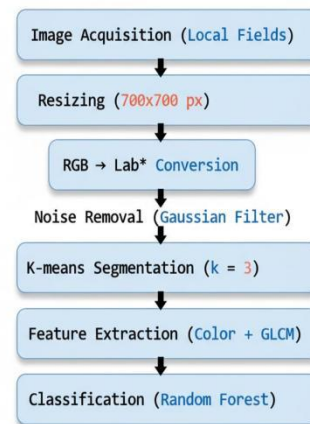 Image Acquisition (Local Fields)
Resizing (700x700 px)
RGB → Lab* Conversion
Noise Removal (Gaussian Filter)
K-means Segmentation (k = 3)
Feature Extraction (Color + GLCM)
Classification (Random Forest)